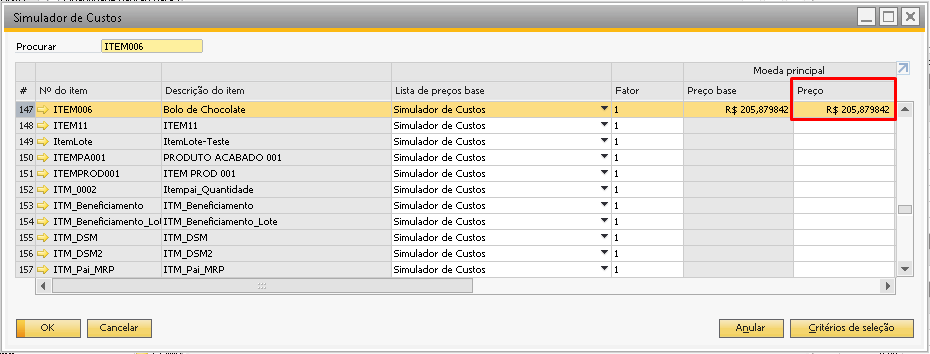 Simulador de Custos
Procurar ITEM006
Moeda principal
# Nº do item Descrição do item Lista de preços base Fator Preço base Preço
147 ITEM006 Bolo de Chocolate Simulador de Custos 1 R$ 205,879842 R$ 205,879842
148 ITEM11 ITEM11 Simulador de Custos 1
149 ItemLote ItemLote-Teste Simulador de Custos 1
150 ITEMPA001 PRODUTO ACABADO 001 Simulador de Custos 1
151 ITEMPROD001 ITEM PROD 001 Simulador de Custos 1
152 ITM_0002 Itempai_Quantidade Simulador de Custos 1
153 ITM_Beneficiamento ITM_Beneficiamento Simulador de Custos 1
154 ITM_Beneficiamento_Lot ITM_Beneficiamento_Lote Simulador de Custos 1
155 ITM_DSM ITM_DSM Simulador de Custos 1
156 ITM_DSM2 ITM_DSM2 Simulador de Custos 1
157 ITM_Pai_MRP ITM_Pai_MRP Simulador de Custos 1
OK Cancelar Anular Critérios de seleção